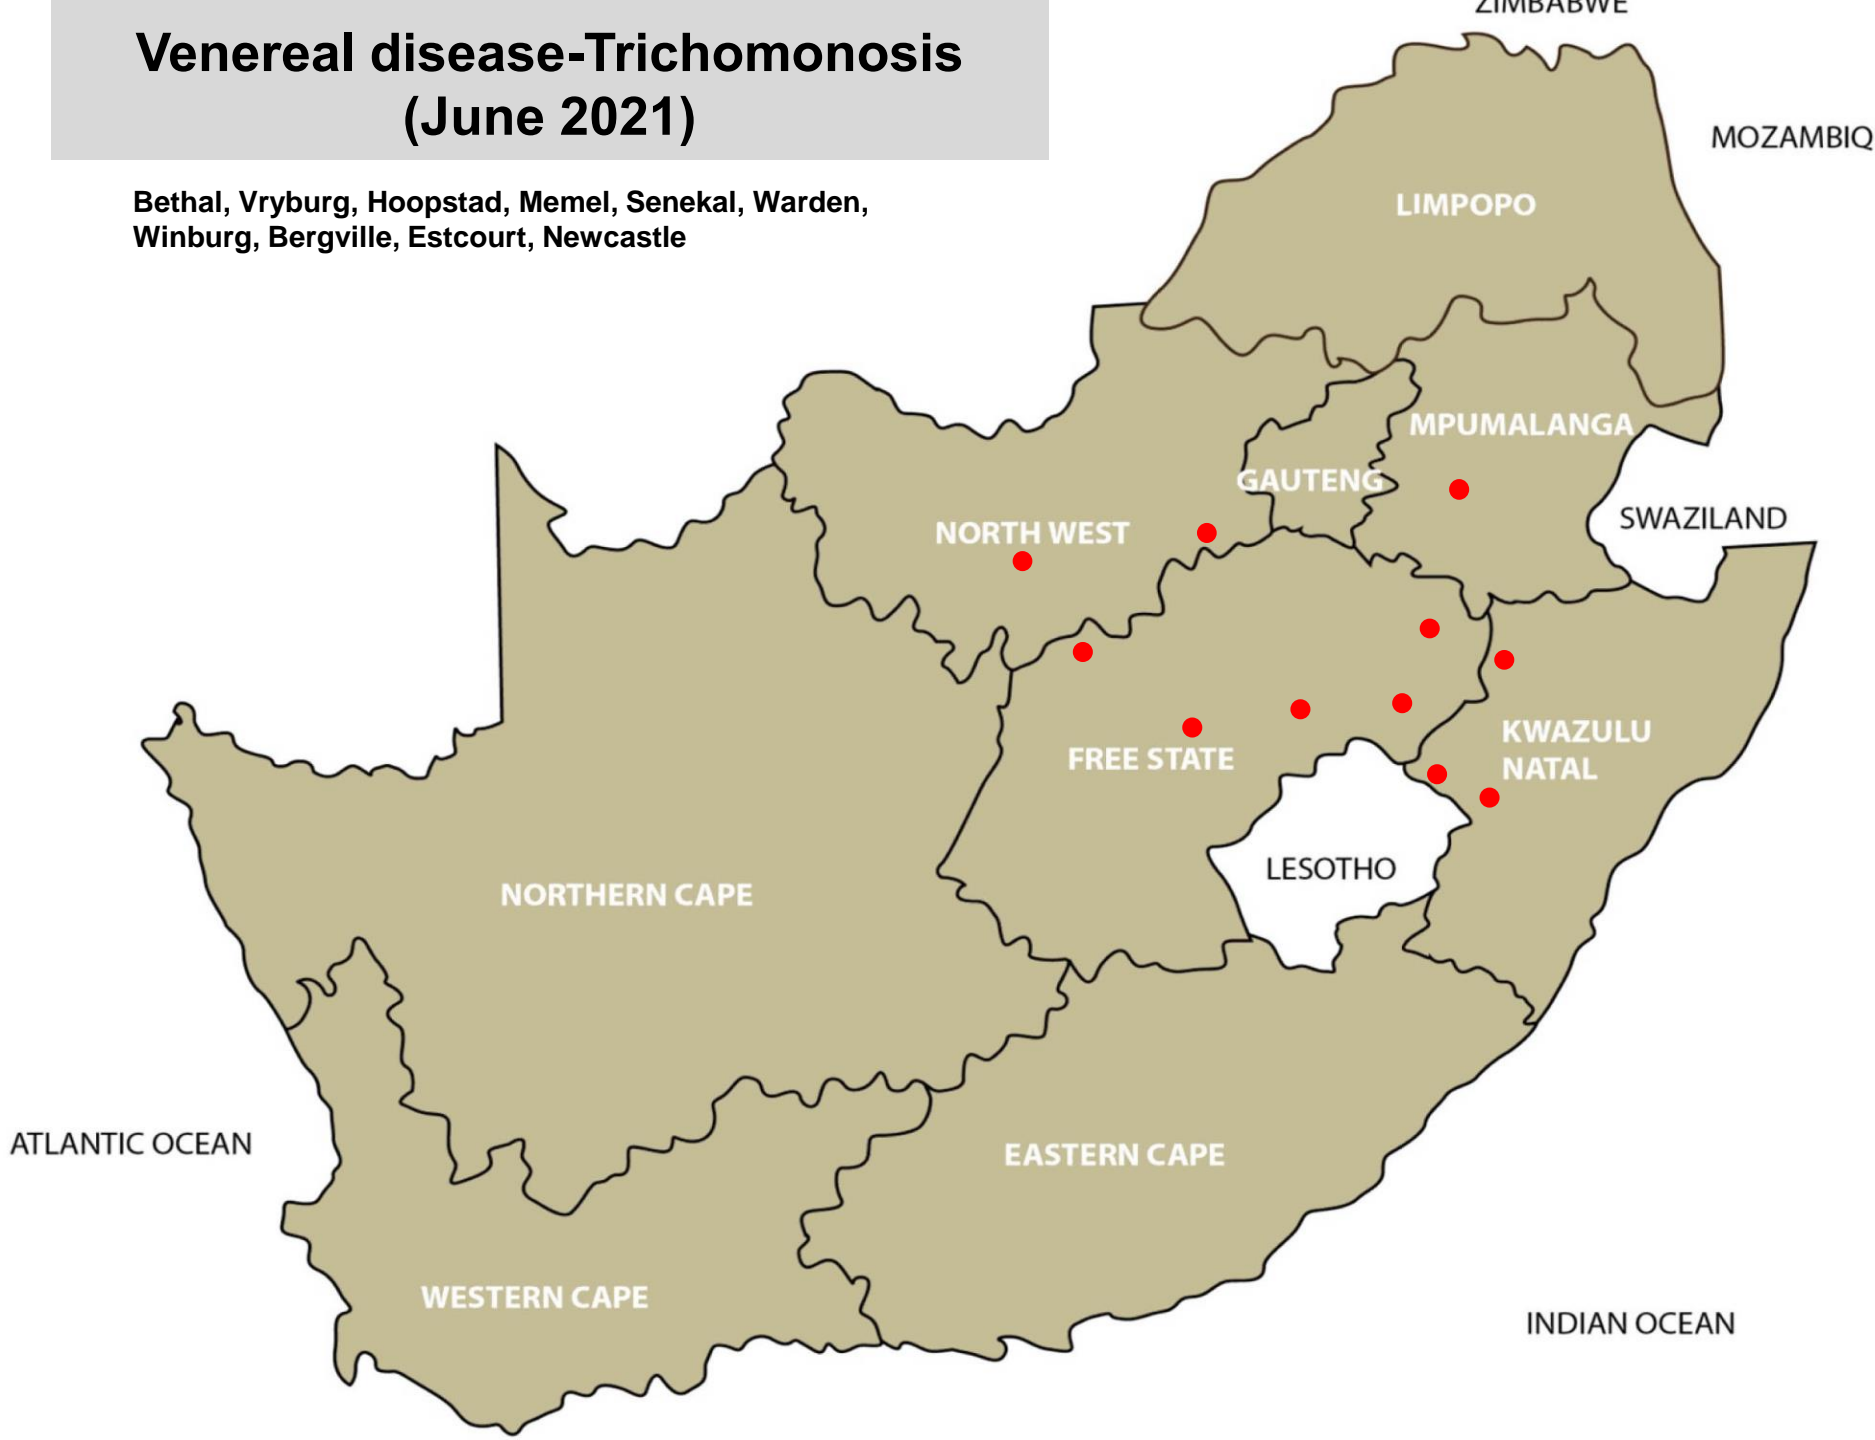 Venereal disease-Trichomonosis
(June 2021)
Bethal, Vryburg, Hoopstad, Memel, Senekal, Warden,
Winburg, Bergville, Estcourt, Newcastle
ZIMBABWE
MOZAMBIQ
LIMPOPO
MPUMALANGA
GAUTENG
SWAZILAND
NORTH WEST
KWAZULU
NATAL
FREE STATE
LESOTHO
NORTHERN CAPE
ATLANTIC OCEAN
EASTERN CAPE
WESTERN CAPE
INDIAN OCEAN